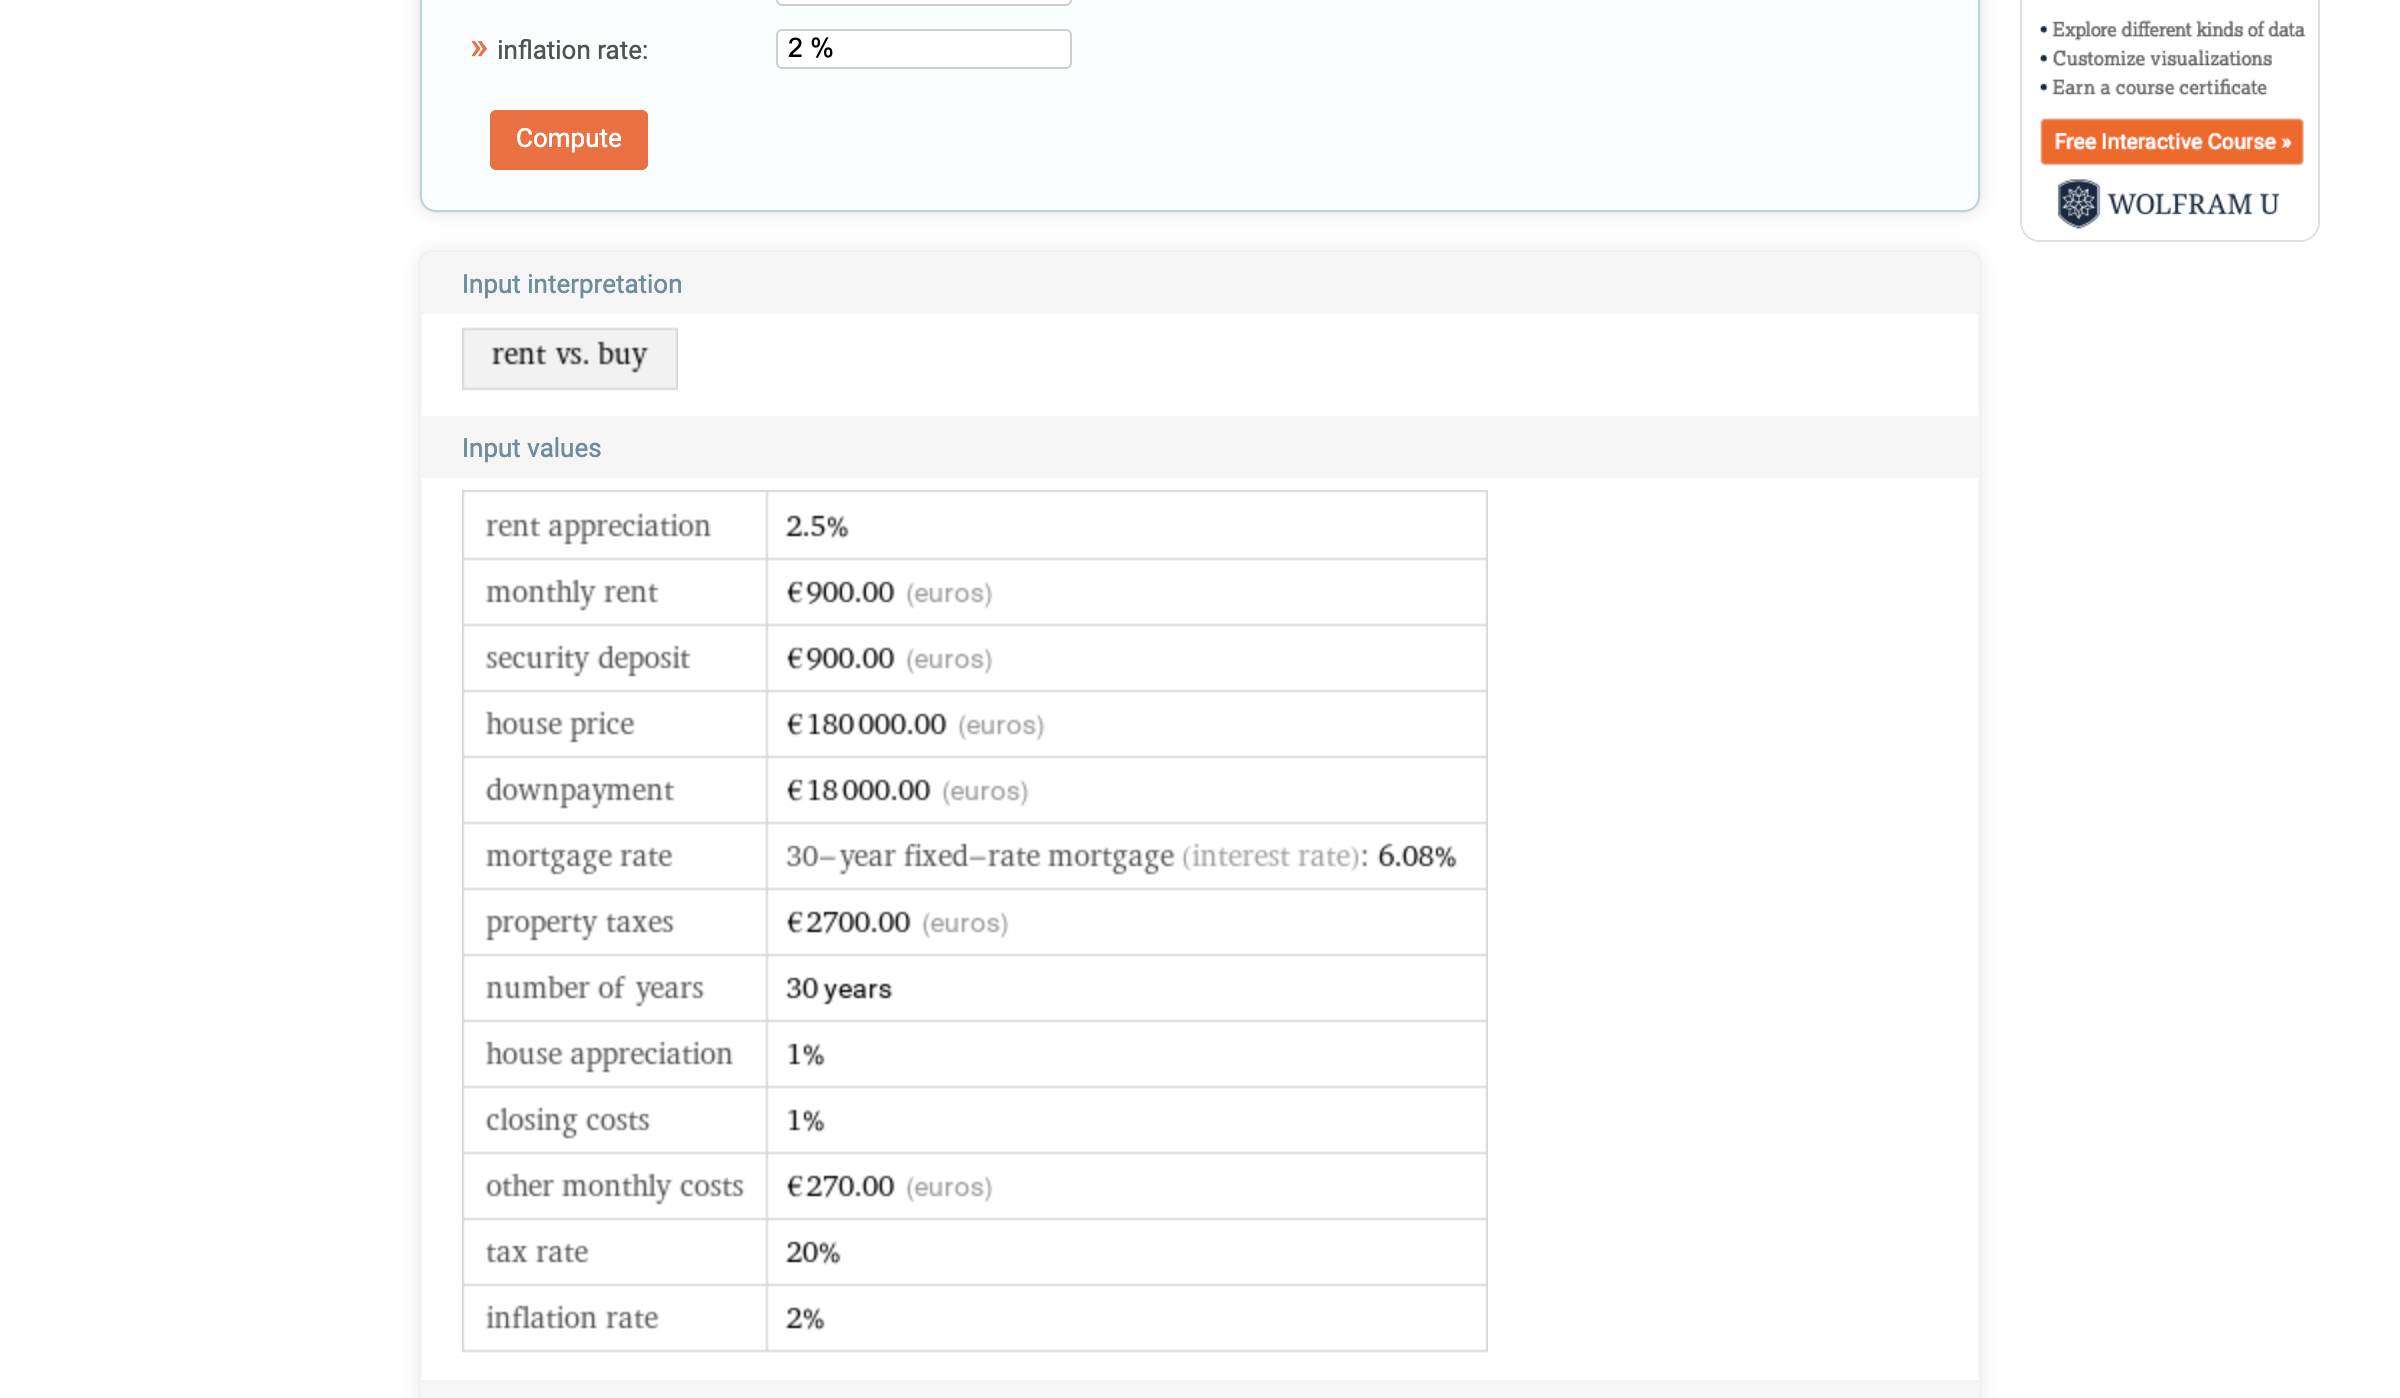 » inflation rate: 2 %
Compute
• Explore different kinds of data
• Customize visualizations
• Earn a course certificate
Free Interactive Course »
WOLFRAM U
Input interpretation
rent vs. buy
Input values
rent appreciation 2.5%
monthly rent €900.00 (euros)
security deposit €900.00 (euros)
house price €180000.00 (euros)
downpayment €18000.00 (euros)
mortgage rate 30-year fixed-rate mortgage (interest rate): 6.08%
property taxes €2700.00 (euros)
number of years 30 years
house appreciation 1%
closing costs 1%
other monthly costs €270.00 (euros)
tax rate 20%
inflation rate 2%